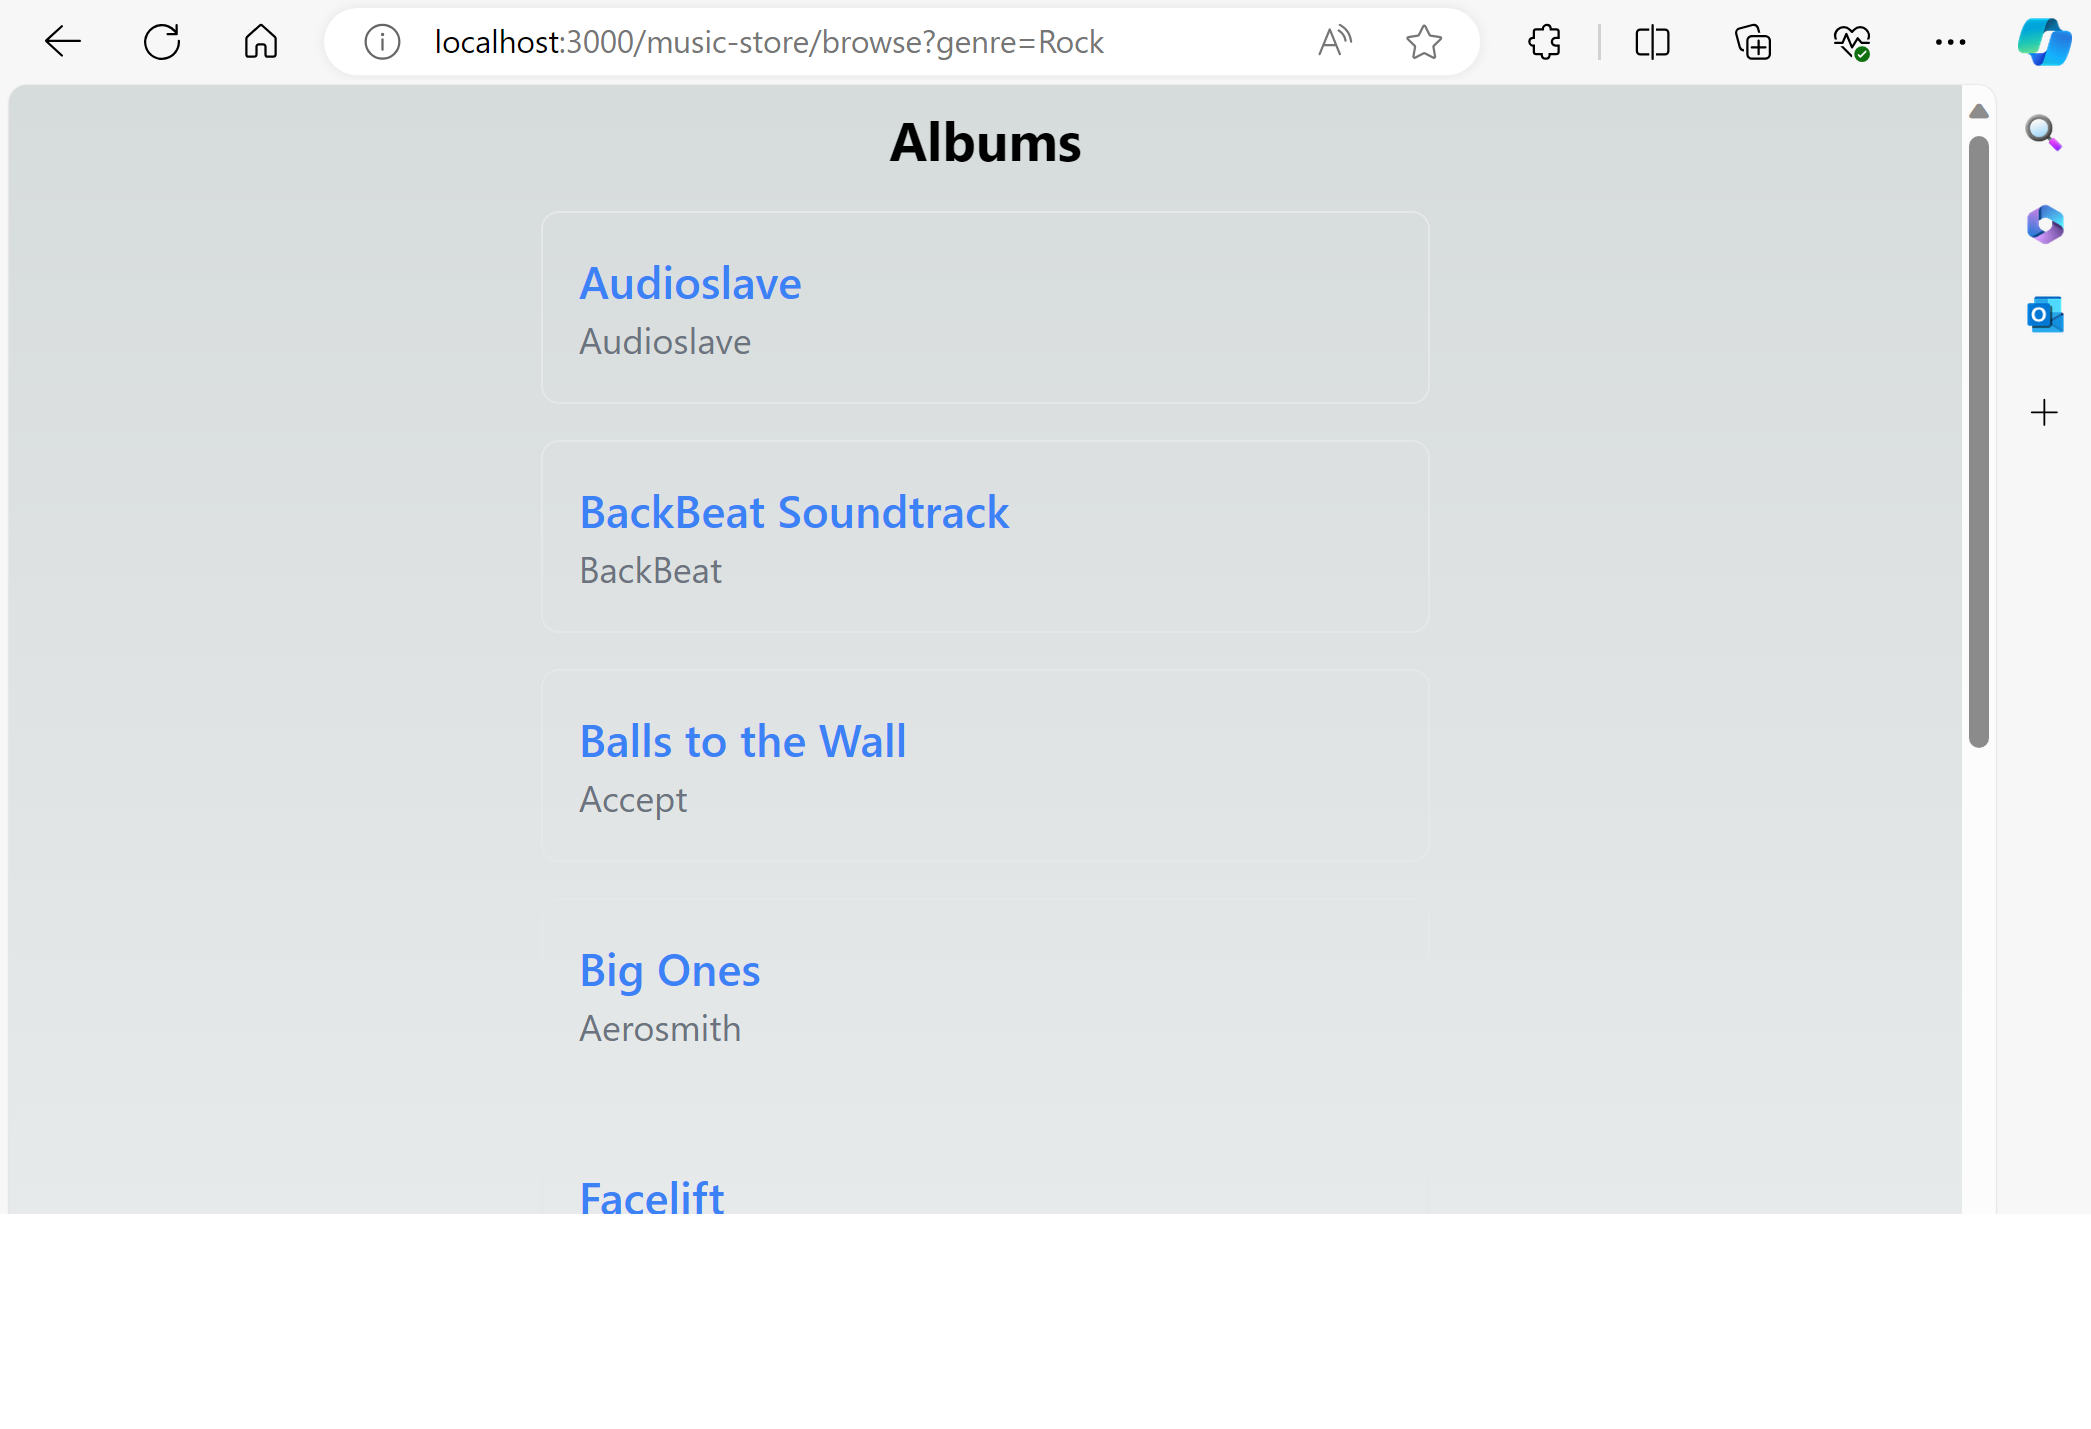 localhost:3000/music-store/browse?genre=Rock
Albums
Audioslave
Audioslave
BackBeat Soundtrack
BackBeat
Balls to the Wall
Accept
Big Ones
Aerosmith
Facelift